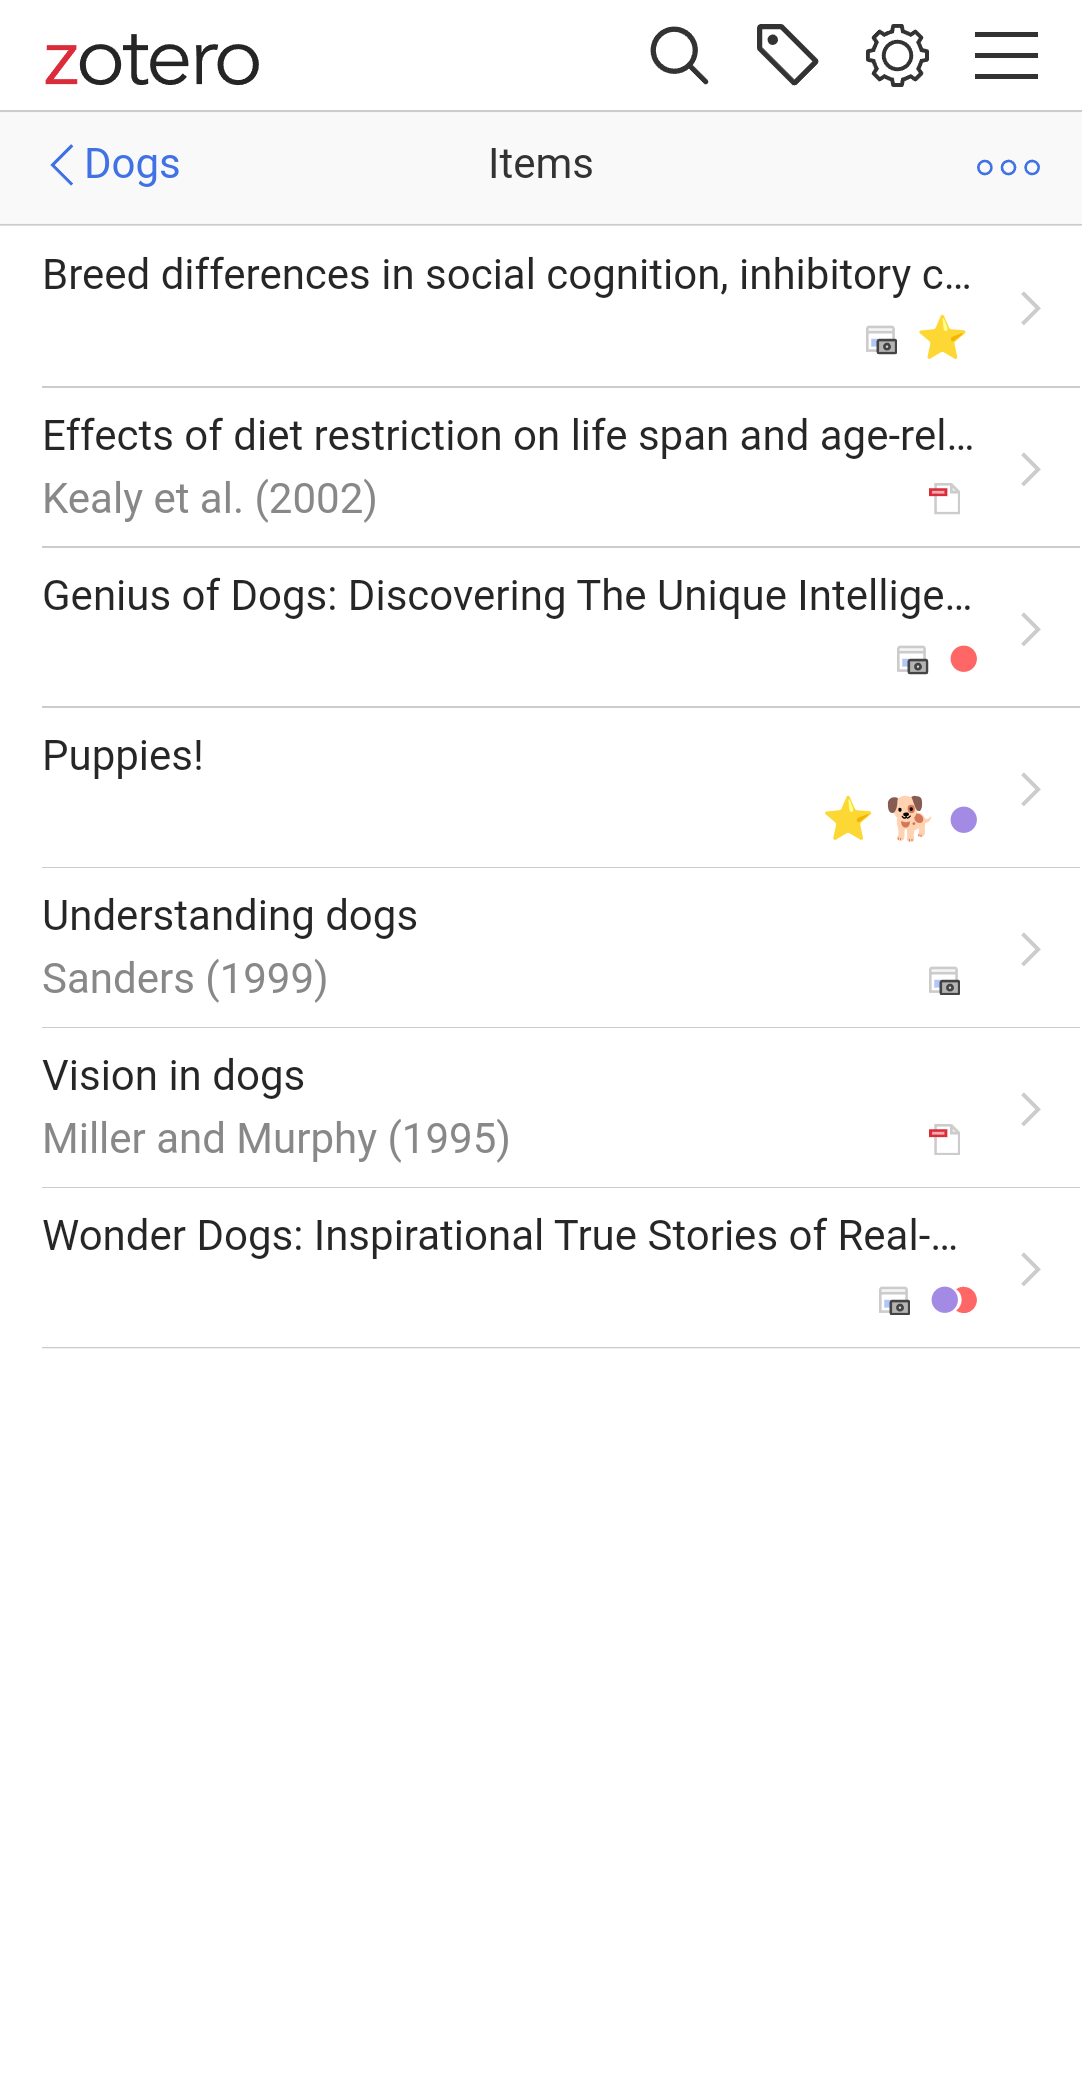 zotero
Dogs
Items
Breed differences in social cognition, inhibitory c...
Effects of diet restriction on life span and age-rel...
Kealy et al. (2002)
Genius of Dogs: Discovering The Unique Intellige...
Puppies!
Understanding dogs
Sanders (1999)
Vision in dogs
Miller and Murphy (1995)
Wonder Dogs: Inspirational True Stories of Real-...